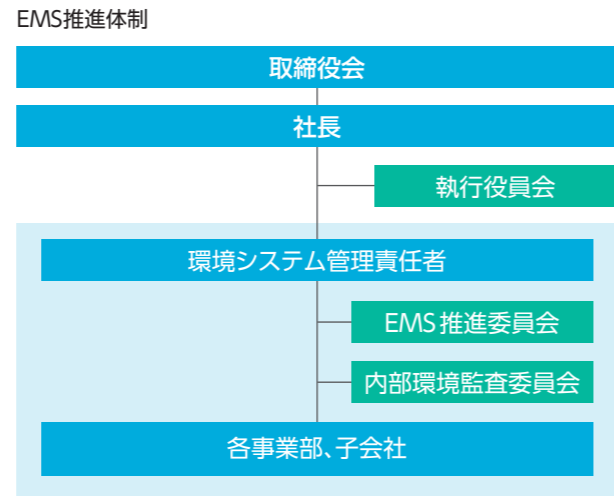 EMS推進体制
取締役会
社長
執行役員会
環境システム管理責任者
EMS推進委員会
内部環境監査委員会
各事業部、子会社